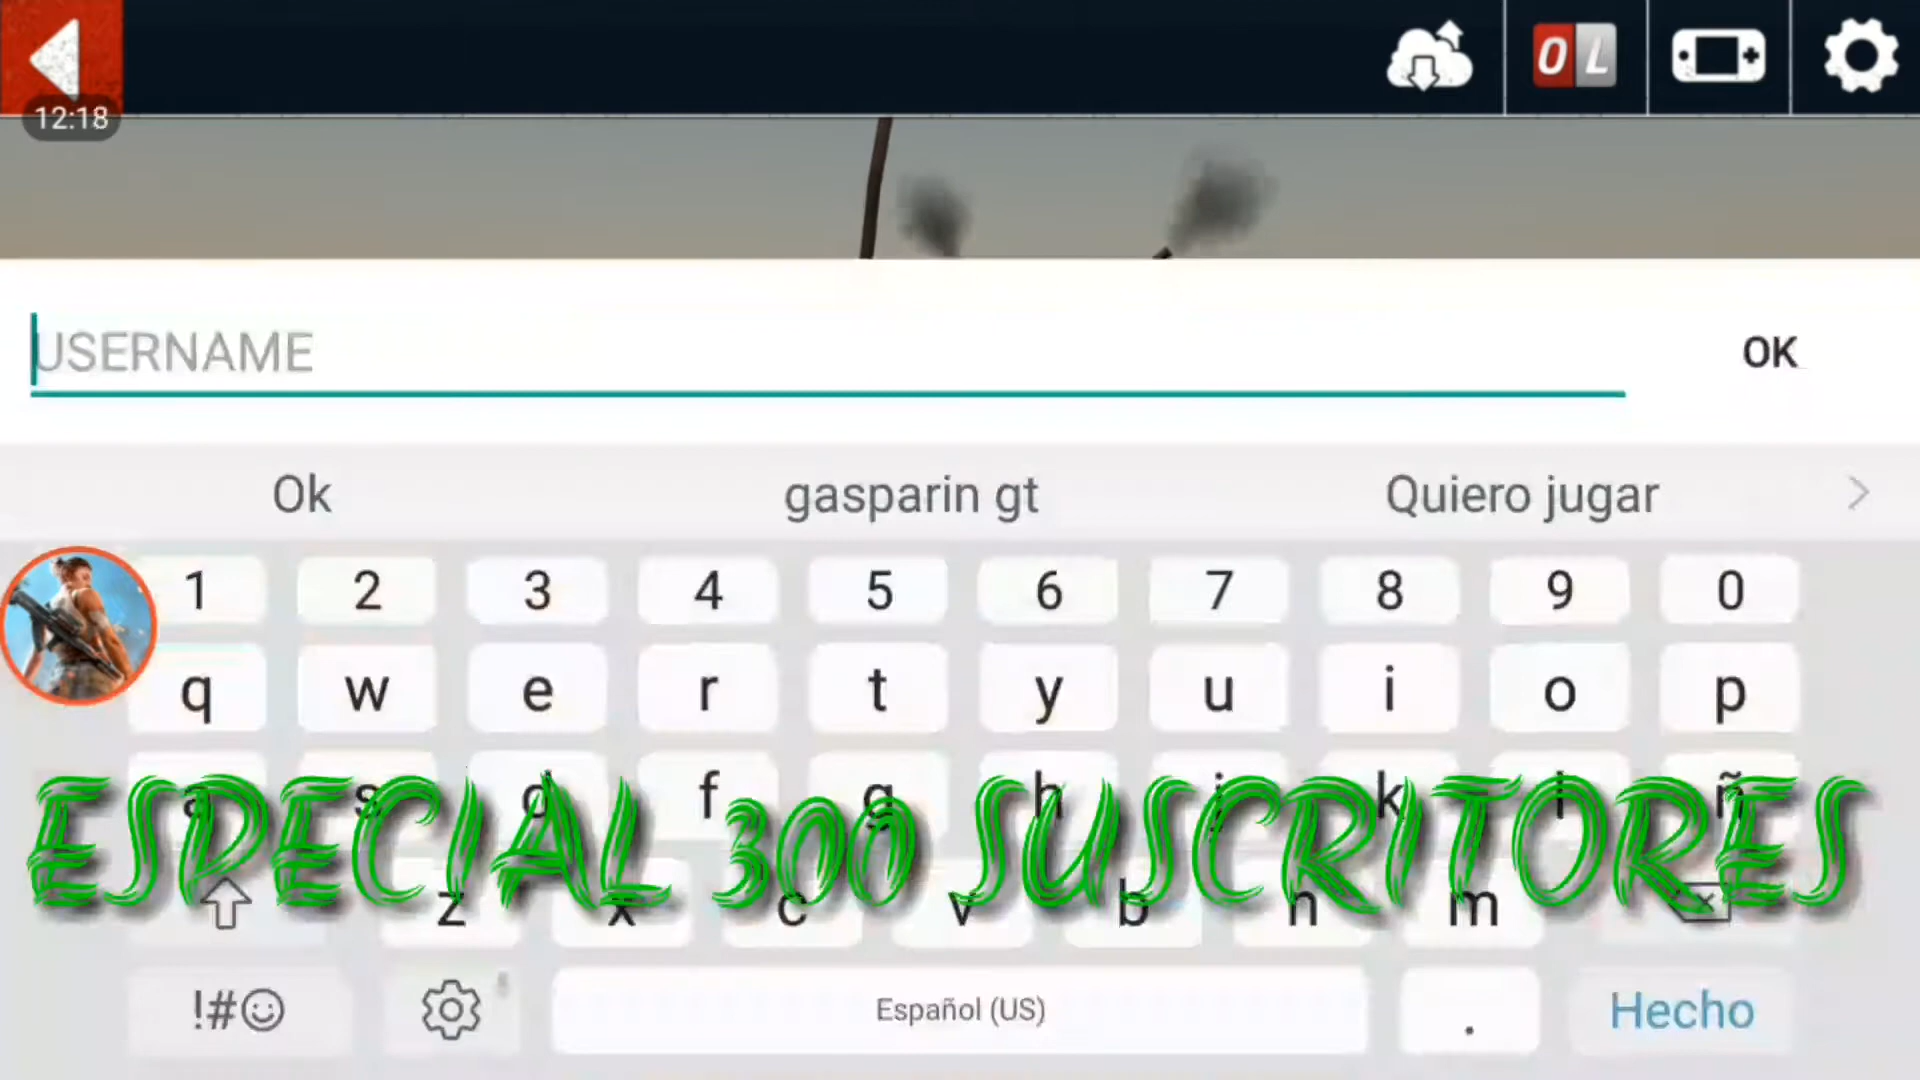 O L
12:18
USERNAME
OK
Ok gasparin gt Quiero jugar
1 2 3 4 5 6 7 8 9 0
q w e r t y u i o p
a s d f g h j k l ñ
ESPECIAL 300 SUSCRITORES
z x c v b n m
!#☺ Español (US) . Hecho